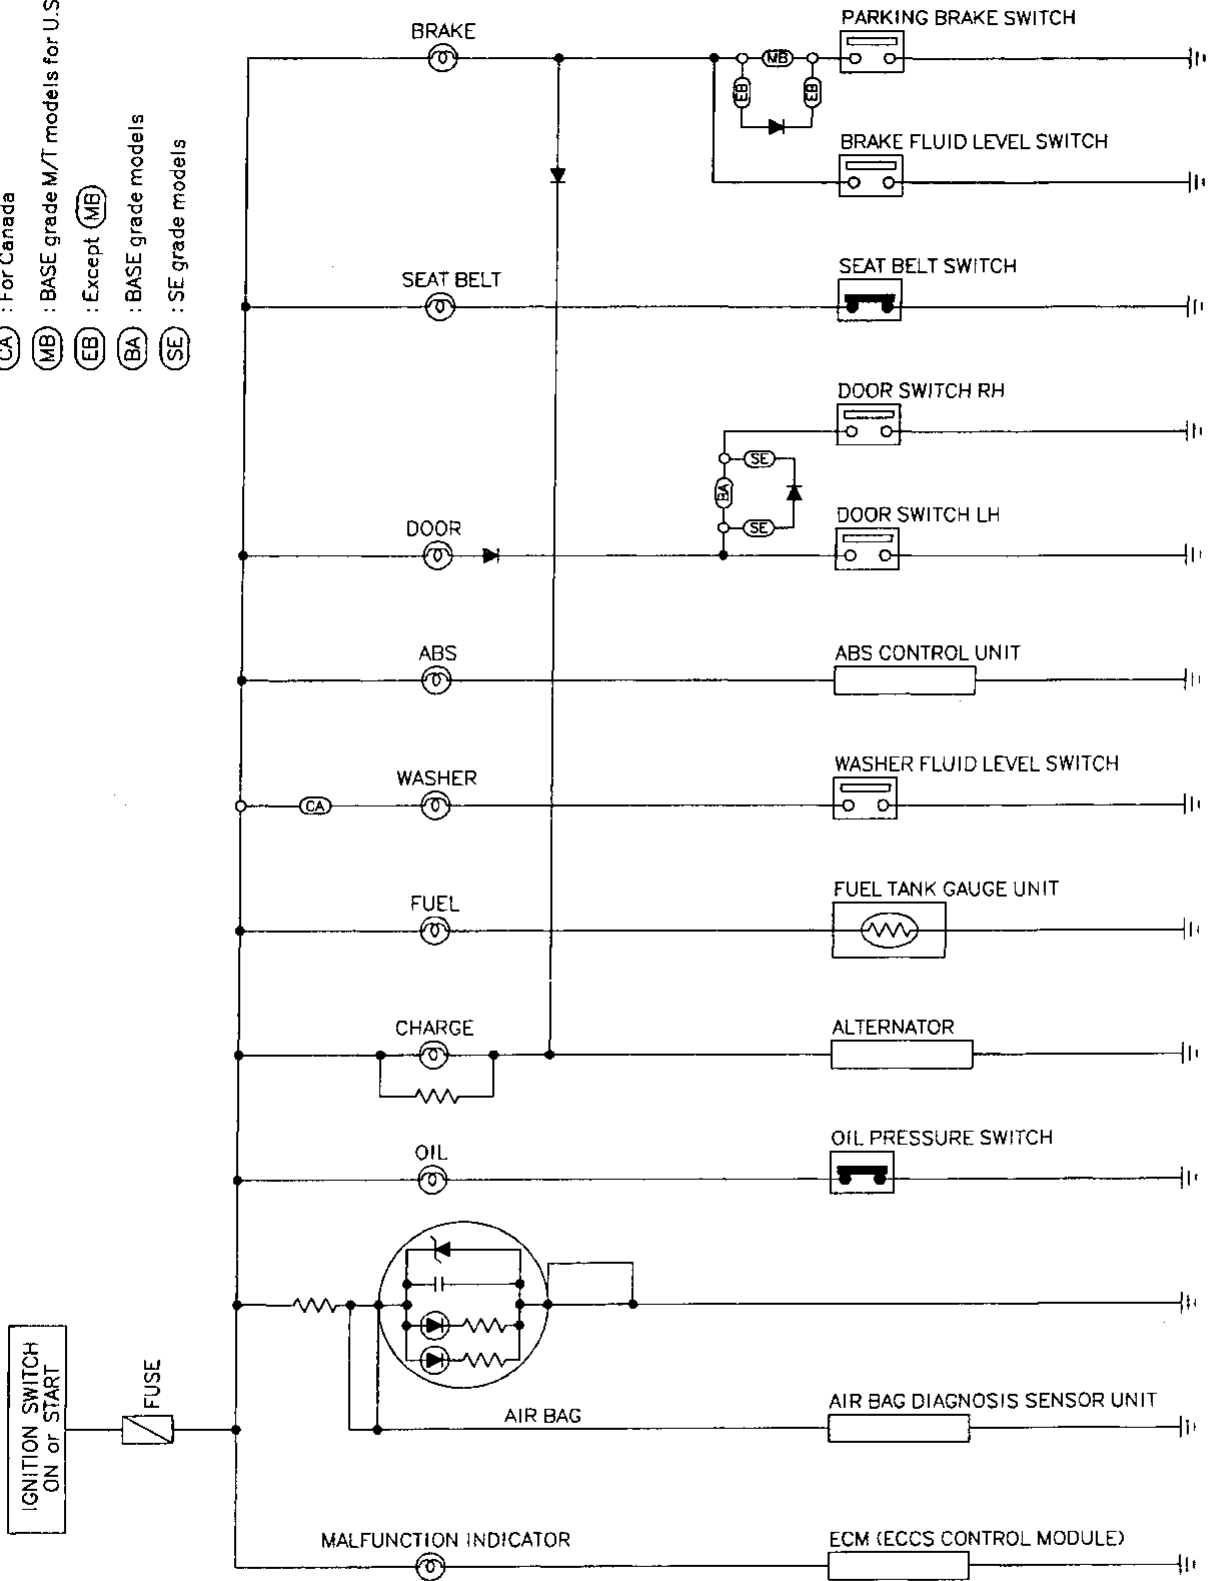 CA : For Canada
MB : BASE grade M/T models for U.S
EB : Except MB
BA : BASE grade models
SE : SE grade models
BRAKE
PARKING BRAKE SWITCH
MB
EB
EB
BRAKE FLUID LEVEL SWITCH
SEAT BELT
SEAT BELT SWITCH
DOOR SWITCH RH
SE
BA
SE
DOOR
DOOR SWITCH LH
ABS
ABS CONTROL UNIT
CA
WASHER
WASHER FLUID LEVEL SWITCH
FUEL
FUEL TANK GAUGE UNIT
CHARGE
ALTERNATOR
OIL
OIL PRESSURE SWITCH
IGNITION SWITCH
ON or START
FUSE
AIR BAG
AIR BAG DIAGNOSIS SENSOR UNIT
MALFUNCTION INDICATOR
ECM (ECCS CONTROL MODULE)